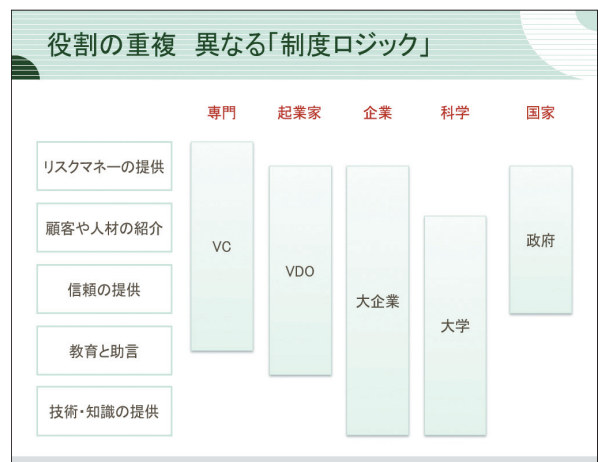 役割の重複 異なる「制度ロジック」
専門 起業家 企業 科学 国家
リスクマネーの提供
顧客や人材の紹介
信頼の提供
教育と助言
技術・知識の提供
VC
VDO
大企業
大学
政府